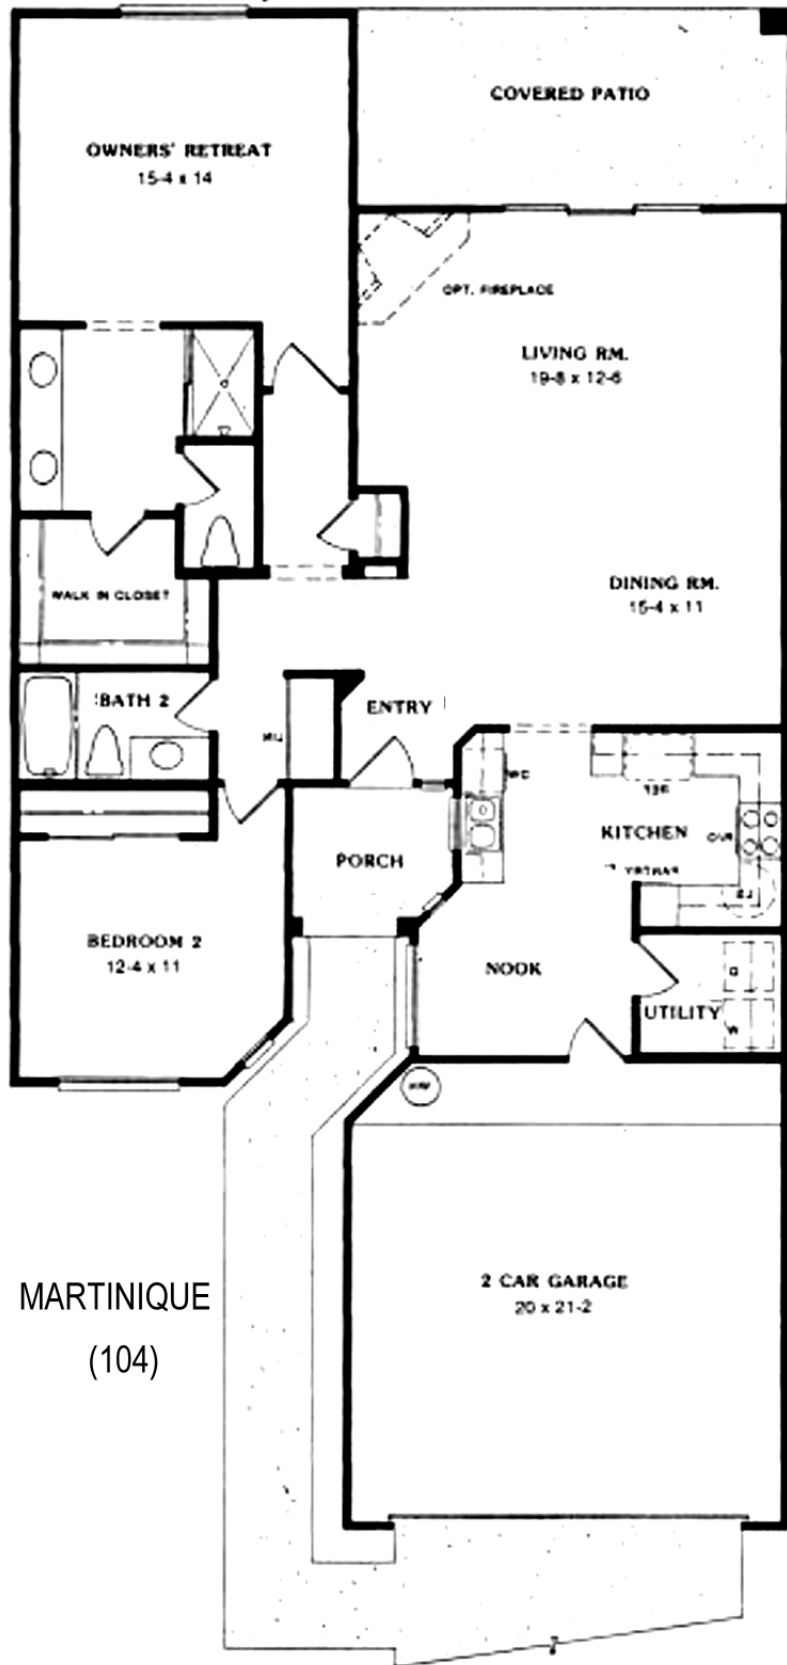 COVERED PATIO
OWNERS' RETREAT
15-4 x 14
OPT. FIREPLACE
LIVING RM.
19-8 x 12-6
DINING RM.
15-4 x 11
WALK IN CLOSET
BATH 2
ENTRY
PORCH
KITCHEN
BEDROOM 2
12-4 x 11
NOOK
UTILITY
D
W
2 CAR GARAGE
20 x 21-2
MARTINIQUE
(104)